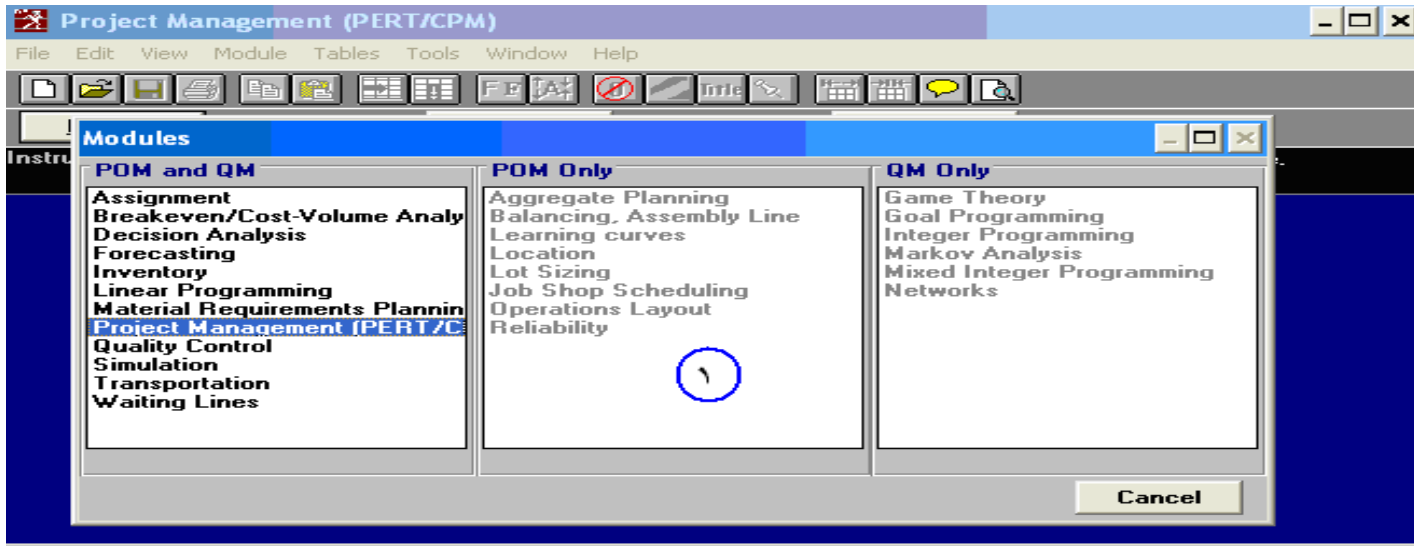 Project Management (PERT/CPM)
File Edit View Module Tables Tools Window Help
Title
Instru
Modules
POM and QM
Assignment
Breakeven/Cost-Volume Analy
Decision Analysis
Forecasting
Inventory
Linear Programming
Material Requirements Plannin
Project Management (PERT/C
Quality Control
Simulation
Transportation
Waiting Lines
POM Only
Aggregate Planning
Balancing, Assembly Line
Learning curves
Location
Lot Sizing
Job Shop Scheduling
Operations Layout
Reliability
١
QM Only
Game Theory
Goal Programming
Integer Programming
Markov Analysis
Mixed Integer Programming
Networks
Cancel